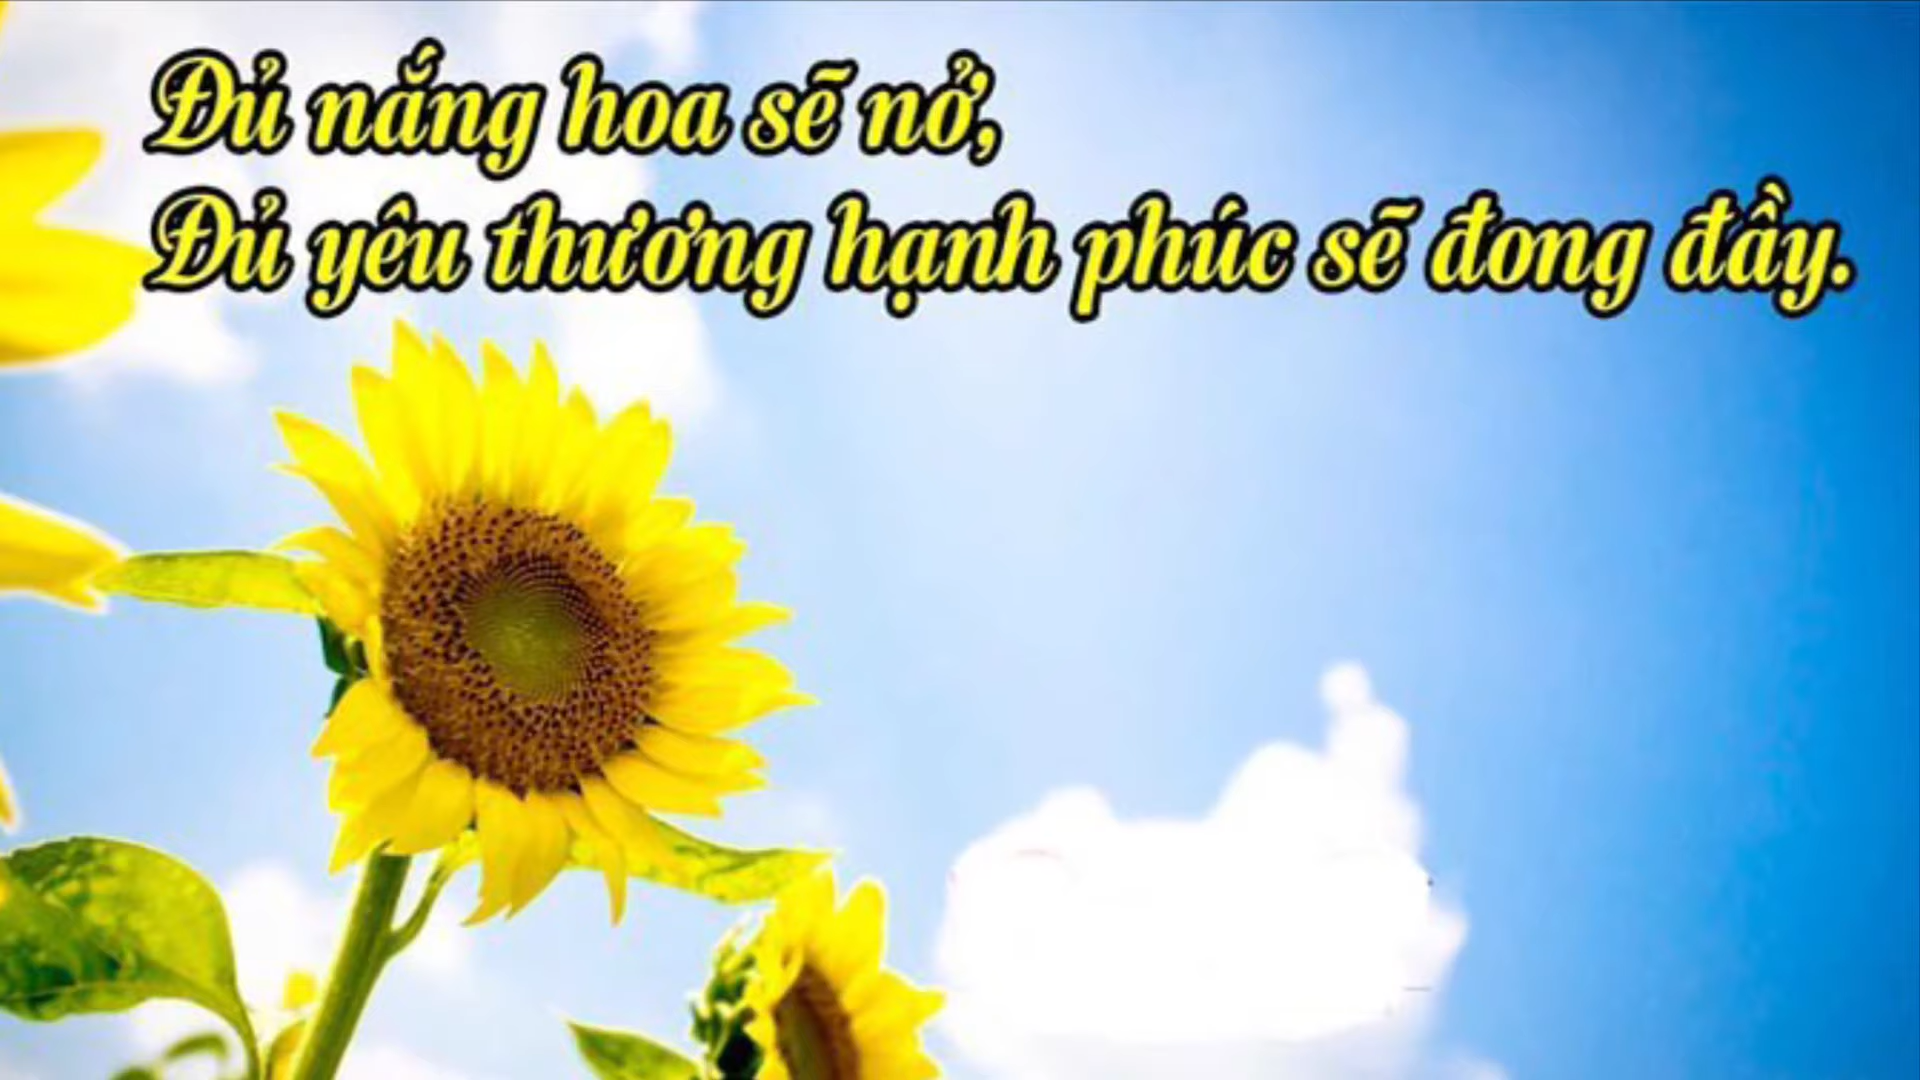 Đủ nắng hoa sẽ nở,
Đủ yêu thương hạnh phúc sẽ đong đầy.